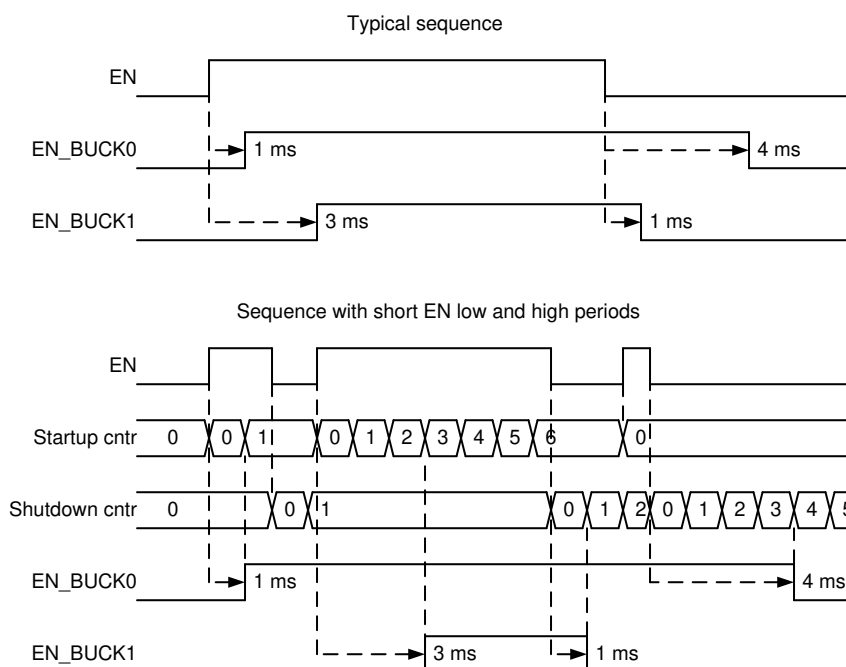 Typical sequence
EN
EN_BUCK0 1 ms 4 ms
EN_BUCK1 3 ms 1 ms
Sequence with short EN low and high periods
EN
Startup cntr 0 0 1 0 1 2 3 4 5 6 0
Shutdown cntr 0 0 1 0 1 2 0 1 2 3 4 5
EN_BUCK0 1 ms 4 ms
EN_BUCK1 3 ms 1 ms